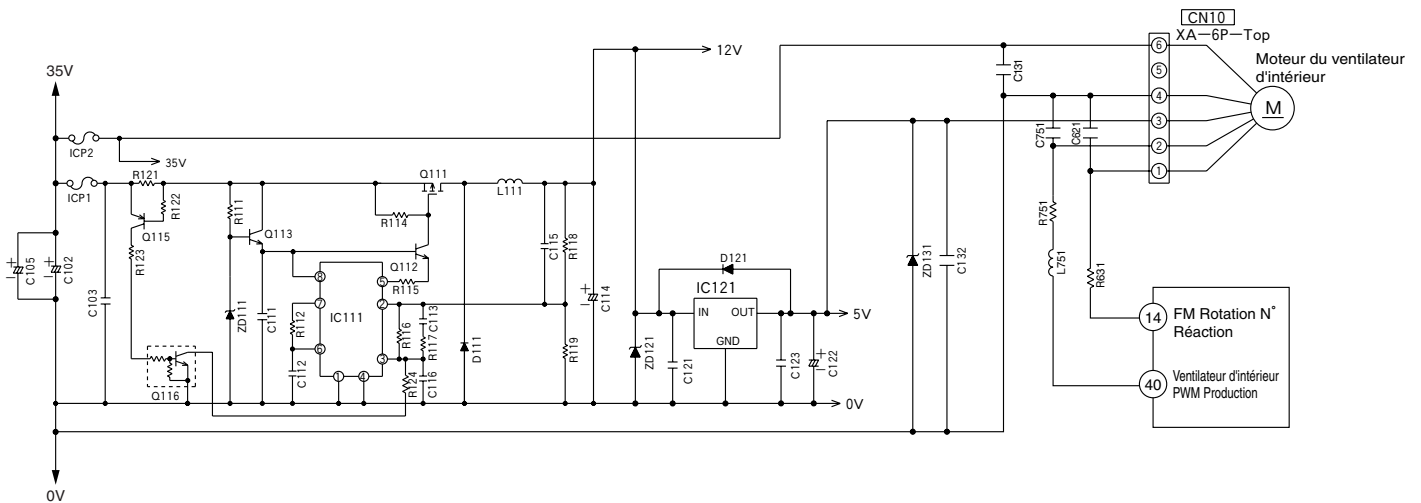 CN10
XA-6P-Top
Moteur du ventilateur
d'intérieur
M
6
5
4
3
2
1
12V
35V
ICP2
35V
ICP1
R121
R122
Q115
R123
C105
C102
C103
Q116
R111
Q113
ZD111
C111
R112
C112
IC111
8
7
6
5
2
3
1
4
Q111
R114
Q112
R115
R116
C113
R117
R124
C116
L111
D111
C115
R118
R119
C114
D121
IC121
IN
OUT
GND
ZD121
C121
C123
C122
5V
0V
ZD131
C132
C131
C751
C621
R751
L751
R631
14
FM Rotation N°
Réaction
40
Ventilateur d'intérieur
PWM Production
0V